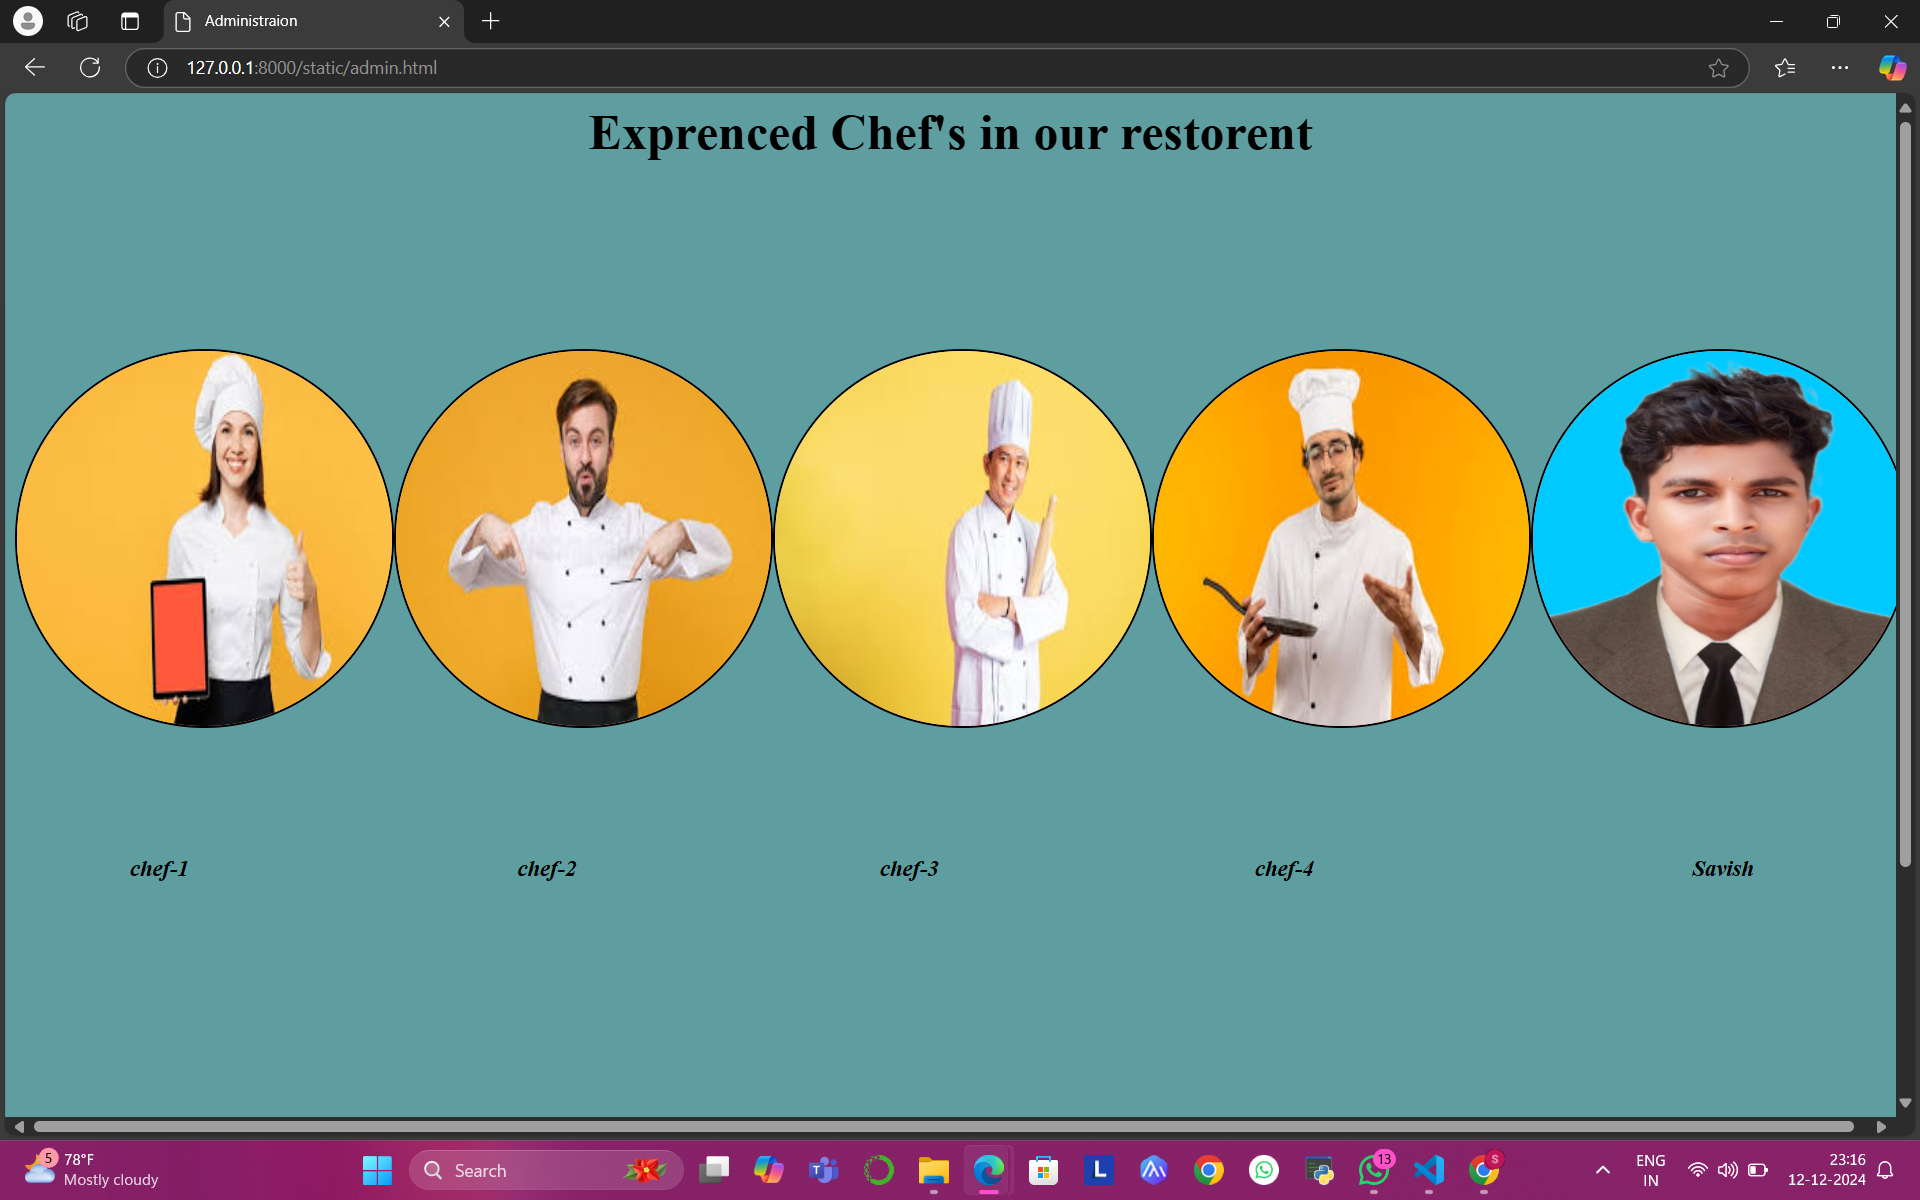 Administraion
127.0.0.1:8000/static/admin.html
Exprenced Chef's in our restorent
chef-1 chef-2 chef-3 chef-4 Savish
5 78°F
Mostly cloudy
Search
T
L
13
S
ENG
IN
23:16
12-12-2024